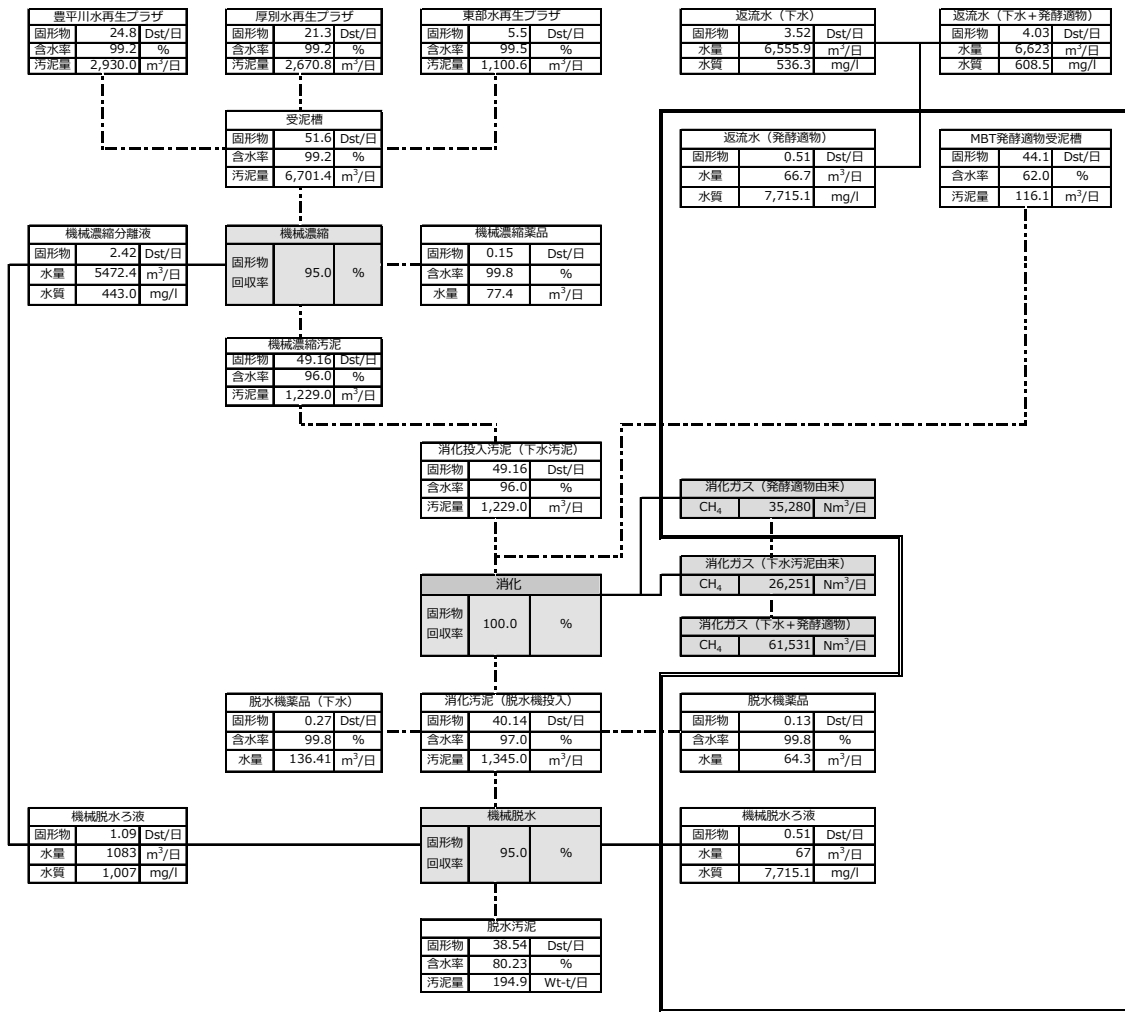 豊平川水再生プラザ
固形物 24.8 Dst/日
含水率 99.2 %
汚泥量 2,930.0 m³/日
厚別水再生プラザ
固形物 21.3 Dst/日
含水率 99.2 %
汚泥量 2,670.8 m³/日
東部水再生プラザ
固形物 5.5 Dst/日
含水率 99.5 %
汚泥量 1,100.6 m³/日
返流水（下水）
固形物 3.52 Dst/日
水量 6,555.9 m³/日
水質 536.3 mg/l
返流水（下水＋発酵適物）
固形物 4.03 Dst/日
水量 6,623 m³/日
水質 608.5 mg/l
受泥槽
固形物 51.6 Dst/日
含水率 99.2 %
汚泥量 6,701.4 m³/日
返流水（発酵適物）
固形物 0.51 Dst/日
水量 66.7 m³/日
水質 7,715.1 mg/l
MBT発酵適物受泥槽
固形物 44.1 Dst/日
含水率 62.0 %
汚泥量 116.1 m³/日
機械濃縮分離液
固形物 2.42 Dst/日
水量 5472.4 m³/日
水質 443.0 mg/l
機械濃縮
固形物
回収率 95.0 %
機械濃縮薬品
固形物 0.15 Dst/日
含水率 99.8 %
水量 77.4 m³/日
機械濃縮汚泥
固形物 49.16 Dst/日
含水率 96.0 %
汚泥量 1,229.0 m³/日
消化投入汚泥（下水汚泥）
固形物 49.16 Dst/日
含水率 96.0 %
汚泥量 1,229.0 m³/日
消化ガス（発酵適物由来）
CH₄ 35,280 Nm³/日
消化ガス（下水汚泥由来）
CH₄ 26,251 Nm³/日
消化
固形物
回収率 100.0 %
消化ガス（下水＋発酵適物）
CH₄ 61,531 Nm³/日
脱水機薬品（下水）
固形物 0.27 Dst/日
含水率 99.8 %
水量 136.41 m³/日
消化汚泥（脱水機投入）
固形物 40.14 Dst/日
含水率 97.0 %
汚泥量 1,345.0 m³/日
脱水機薬品
固形物 0.13 Dst/日
含水率 99.8 %
水量 64.3 m³/日
機械脱水ろ液
固形物 1.09 Dst/日
水量 1083 m³/日
水質 1,007 mg/l
機械脱水
固形物
回収率 95.0 %
機械脱水ろ液
固形物 0.51 Dst/日
水量 67 m³/日
水質 7,715.1 mg/l
脱水汚泥
固形物 38.54 Dst/日
含水率 80.23 %
汚泥量 194.9 Wt-t/日